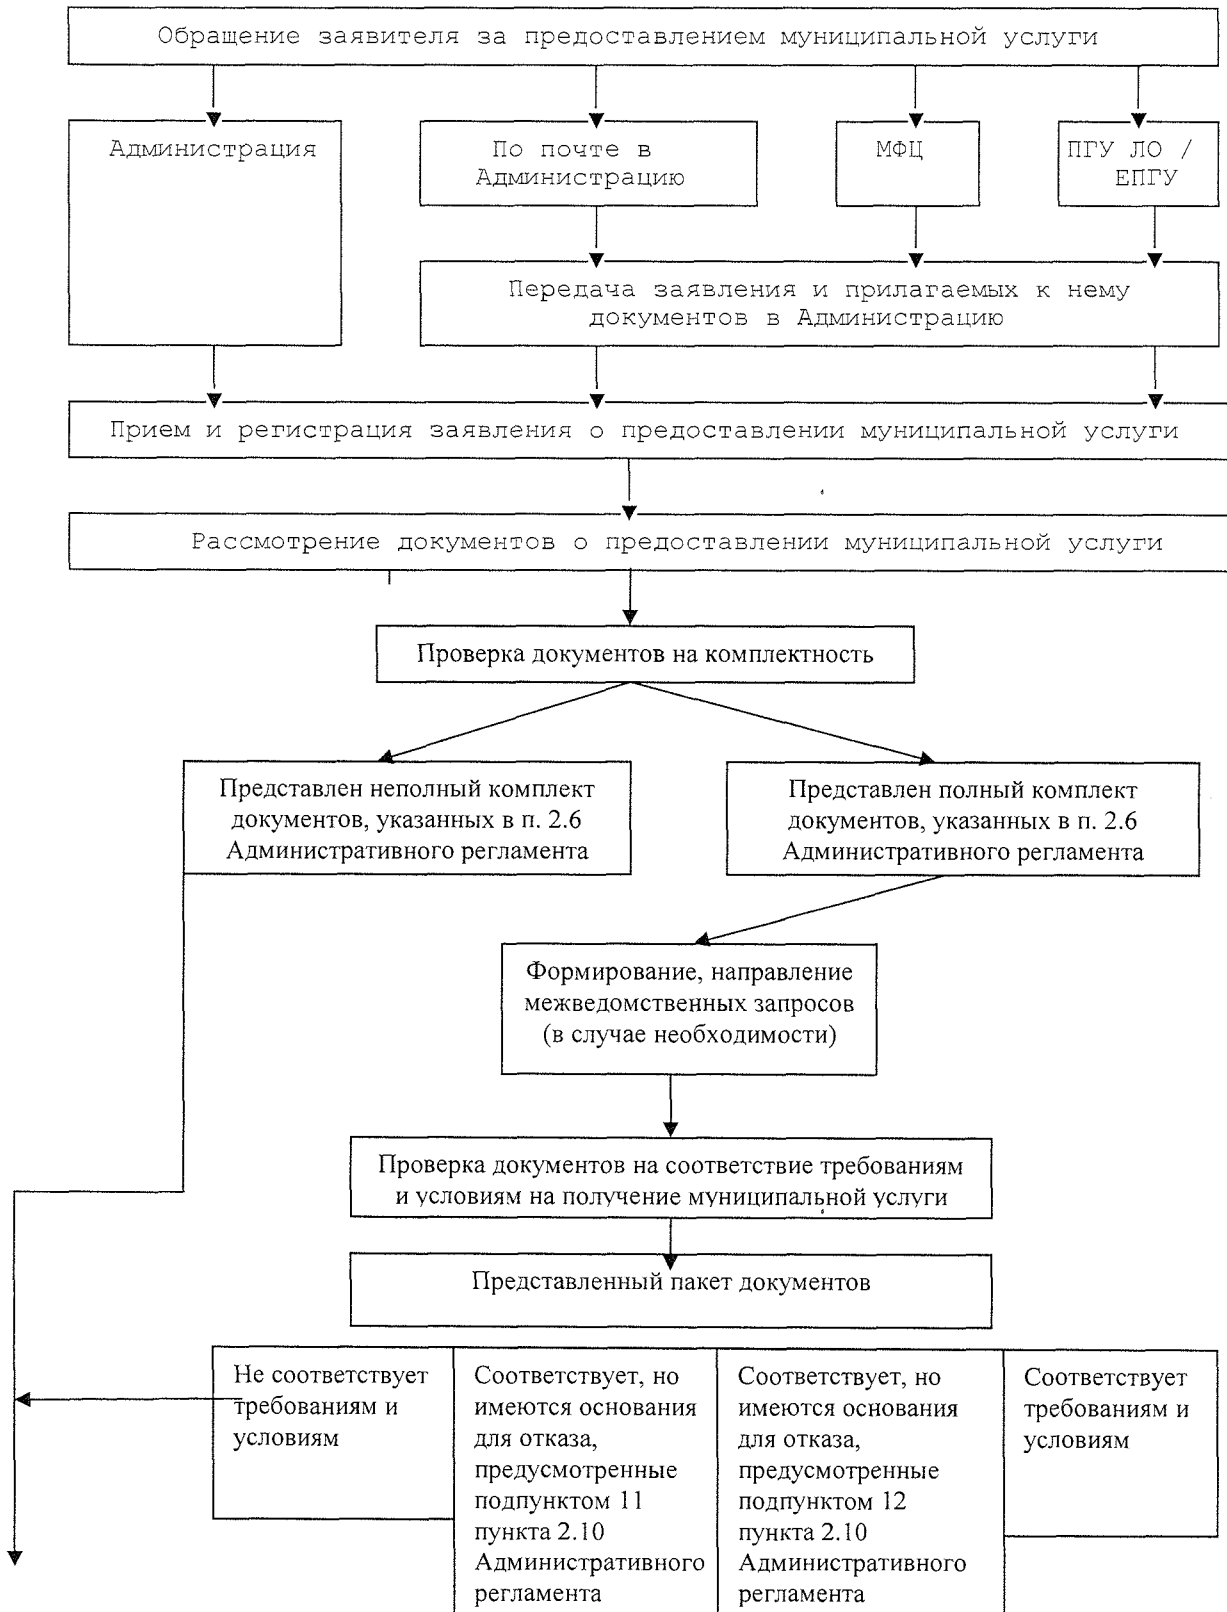 Обращение заявителя за предоставлением муниципальной услуги
Администрация
По почте в
Администрацию
МФЦ
ПГУ ЛО /
ЕПГУ
Передача заявления и прилагаемых к нему
документов в Администрацию
Прием и регистрация заявления о предоставлении муниципальной услуги
Рассмотрение документов о предоставлении муниципальной услуги
Проверка документов на комплектность
Представлен неполный комплект
документов, указанных в п. 2.6
Административного регламента
Представлен полный комплект
документов, указанных в п. 2.6
Административного регламента
Формирование, направление
межведомственных запросов
(в случае необходимости)
Проверка документов на соответствие требованиям
и условиям на получение муниципальной услуги
Представленный пакет документов
Не соответствует
требованиям и
условиям
Соответствует, но
имеются основания
для отказа,
предусмотренные
подпунктом 11
пункта 2.10
Административного
регламента
Соответствует, но
имеются основания
для отказа,
предусмотренные
подпунктом 12
пункта 2.10
Административного
регламента
Соответствует
требованиям и
условиям